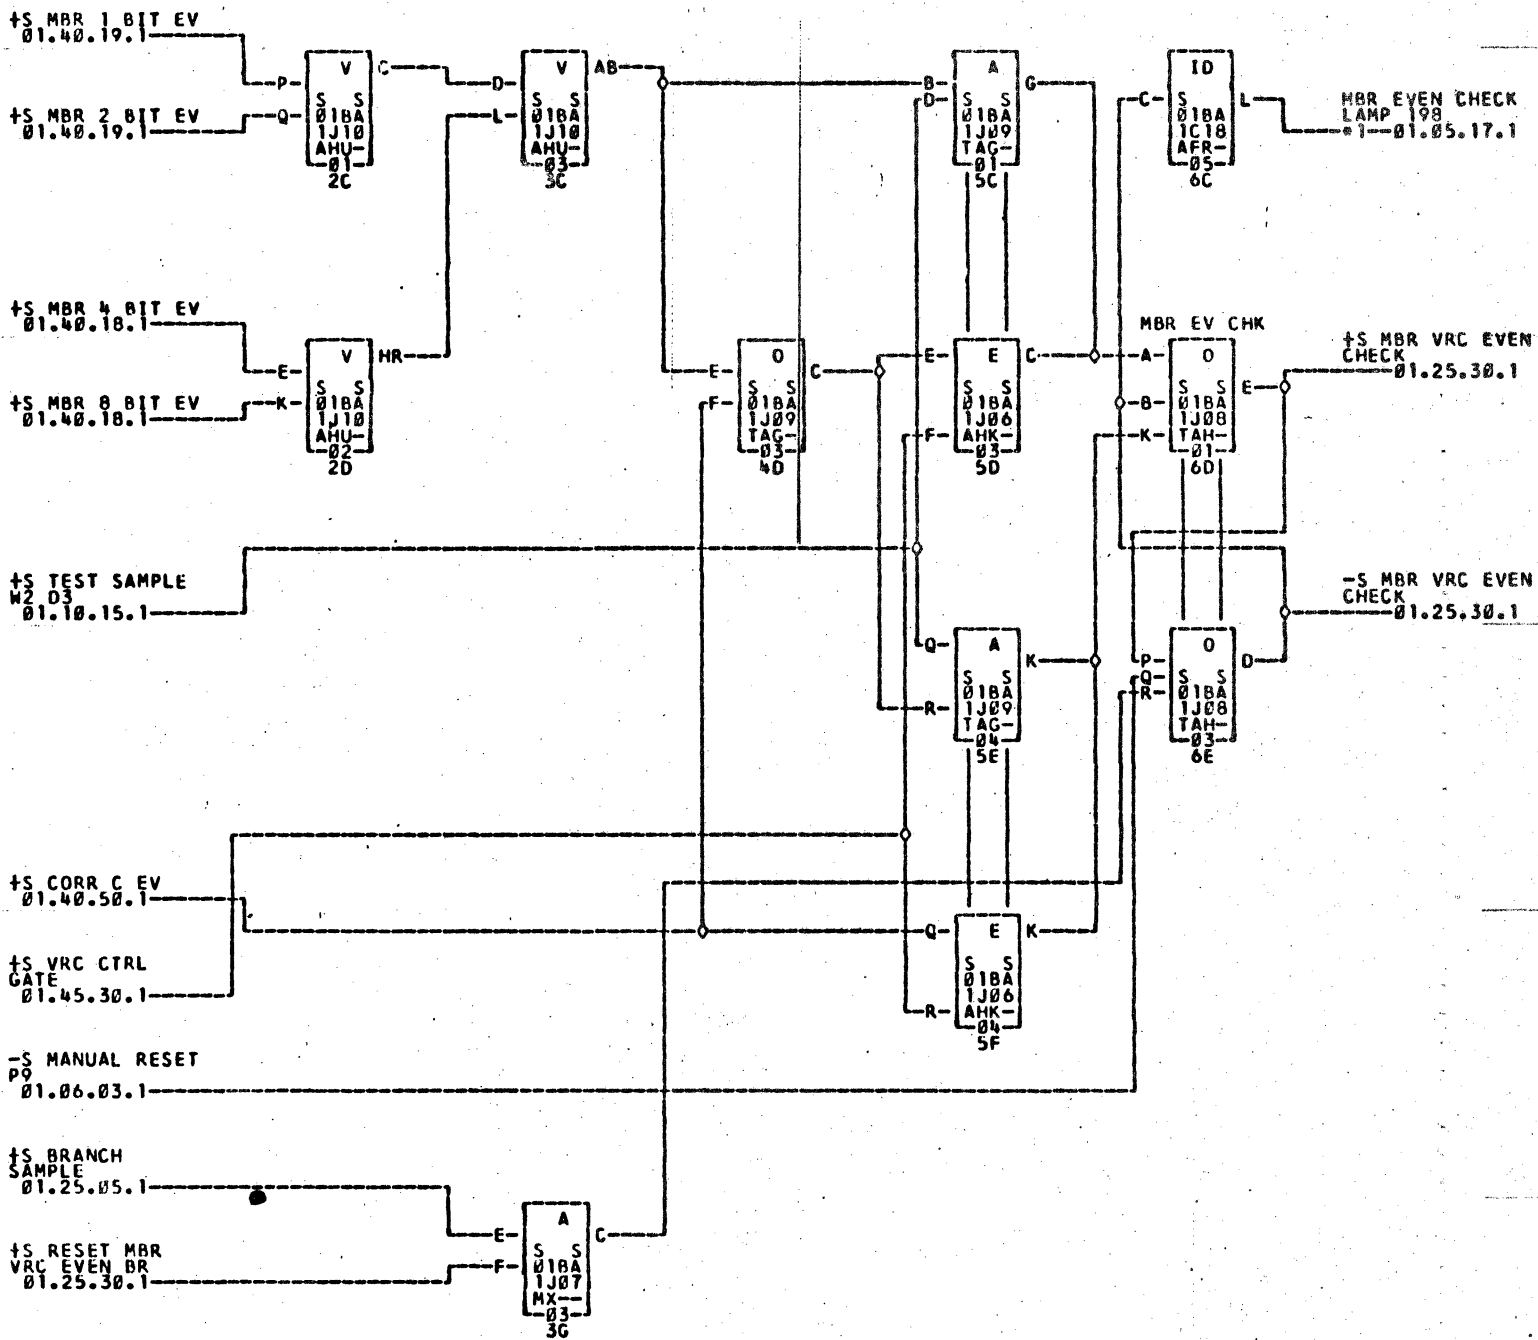 +S MBR 1 BIT EV
01.40.19.1
+S MBR 2 BIT EV
01.40.19.1
P
Q
V
C
S S
01BA
1J10
AHU-
01
2C
D
L
V
AB
S S
01BA
1J10
AHU-
03
3C
B
D
A
G
S S
01BA
1J09
TAG-
01
5C
C
ID
L
S
01BA
1C18
AFR-
05
6C
MBR EVEN CHECK
LAMP 198
*1--01.05.17.1
+S MBR 4 BIT EV
01.40.18.1
+S MBR 8 BIT EV
01.40.18.1
E
K
V
HR
S S
01BA
1J10
AHU-
02
2D
E
F
O
C
S S
01BA
1J09
TAG-
03
4D
E
F
E
C
S S
01BA
1J06
AHK-
03
5D
MBR EV CHK
A
B
K
O
E
S S
01BA
1J08
TAH-
01
6D
+S MBR VRC EVEN
CHECK
01.25.30.1
+S TEST SAMPLE
W2 D3
01.10.15.1
Q
R
A
K
S S
01BA
1J09
TAG-
04
5E
P
Q
R
O
D
S S
01BA
1J08
TAH-
03
6E
-S MBR VRC EVEN
CHECK
01.25.30.1
+S CORR C EV
01.40.50.1
+S VRC CTRL
GATE
01.45.30.1
Q
R
E
K
S S
01BA
1J06
AHK-
04
5F
-S MANUAL RESET
P9
01.06.03.1
+S BRANCH
SAMPLE
01.25.05.1
+S RESET MBR
VRC EVEN BR
01.25.30.1
E
F
A
C
S S
01BA
1J07
MX--
03
3G